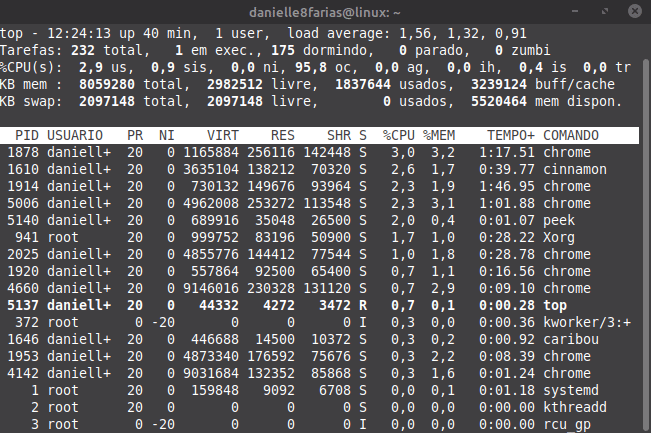 danielle8farias@linux: ~
top - 12:24:13 up 40 min,  1 user,  load average: 1,56, 1,32, 0,91
Tarefas: 232 total,   1 em exec., 175 dormindo,   0 parado,   0 zumbi
%CPU(s):  2,9 us,  0,9 sis,  0,0 ni, 95,8 oc,  0,0 ag,  0,0 ih,  0,4 is  0,0 tr
KB mem :  8059280 total,  2982512 livre,  1837644 usados,  3239124 buff/cache
KB swap:  2097148 total,  2097148 livre,        0 usados,  5520464 mem dispon.
PID USUARIO   PR  NI    VIRT    RES    SHR S  %CPU %MEM     TEMPO+ COMANDO
1878 daniell+  20   0 1165884 256116 142448 S   3,0  3,2   1:17.51 chrome
1610 daniell+  20   0 3635104 138212  70320 S   2,6  1,7   0:39.77 cinnamon
1914 daniell+  20   0  730132 149676  93964 S   2,3  1,9   1:46.95 chrome
5006 daniell+  20   0 4962008 253272 113548 S   2,3  3,1   1:01.88 chrome
5140 daniell+  20   0  689916  35048  26500 S   2,0  0,4   0:01.07 peek
941 root      20   0  999752  83196  50900 S   1,7  1,0   0:28.22 Xorg
2025 daniell+  20   0 4855776 144412  77544 S   1,0  1,8   0:28.78 chrome
1920 daniell+  20   0  557864  92500  65400 S   0,7  1,1   0:16.56 chrome
4660 daniell+  20   0 9146016 230328 131120 S   0,7  2,9   0:09.10 chrome
5137 daniell+  20   0   44332   4272   3472 R   0,7  0,1   0:00.28 top
372 root       0 -20       0      0      0 I   0,3  0,0   0:00.36 kworker/3:+
1646 daniell+  20   0  446688  14500  10372 S   0,3  0,2   0:00.92 caribou
1953 daniell+  20   0 4873340 176592  75676 S   0,3  2,2   0:08.39 chrome
4142 daniell+  20   0 9031684 132352  85868 S   0,3  1,6   0:01.24 chrome
1 root      20   0  159848   9092   6708 S   0,0  0,1   0:01.18 systemd
2 root      20   0       0      0      0 S   0,0  0,0   0:00.00 kthreadd
3 root       0 -20       0      0      0 I   0,0  0,0   0:00.00 rcu_gp